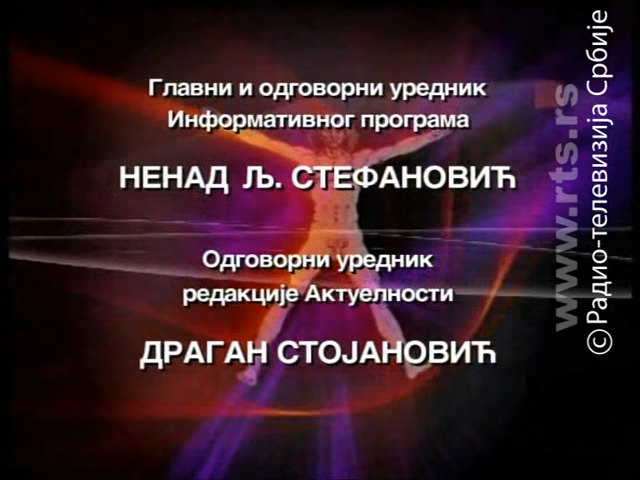 Главни и одговорни уредник
Информативног програма
НЕНАД Љ. СТЕФАНОВИЋ
Одговорни уредник
редакције Актуелности
ДРАГАН СТОЈАНОВИЋ
www.rts.rs
©Радио-телевизија Србије